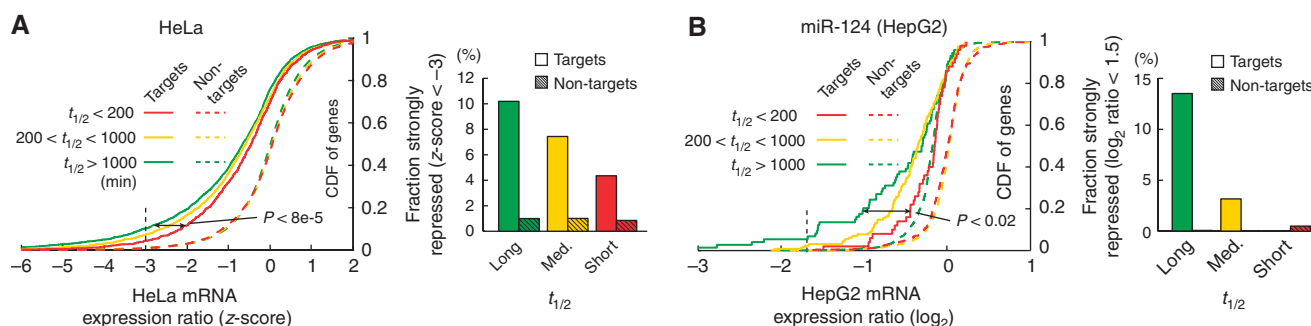 A
HeLa
Targets
Non-
targets
t1/2 < 200
200 < t1/2 < 1000
t1/2 > 1000
(min)
P < 8e-5
1
0.8
0.6
0.4
0.2
0
CDF of genes
–6 –5 –4 –3 –2 –1 0 1 2
HeLa mRNA
expression ratio (z-score)
Fraction strongly
repressed (z-score < –3)
(%)
12
10
8
6
4
2
0
Targets
Non-targets
Long Med. Short
t1/2
B
miR-124 (HepG2)
Targets
Non-
targets
t1/2 < 200
200 < t1/2 < 1000
t1/2 > 1000
(min)
P < 0.02
1
0.8
0.6
0.4
0.2
0
CDF of genes
–3 –2 –1 0 1
HepG2 mRNA
expression ratio (log2)
Fraction strongly
repressed (log2 ratio < 1.5)
(%)
15
10
5
0
Targets
Non-targets
Long Med. Short
t1/2